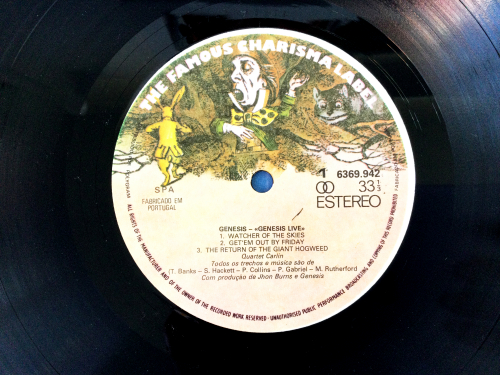 THE FAMOUS CHARISMA LABEL
SPA
FABRICADO EM
PORTUGAL
1 6369.942
33⅓
ESTEREO
GENESIS – «GENESIS LIVE»
1. WATCHER OF THE SKIES
2. GET'EM OUT BY FRIDAY
3. THE RETURN OF THE GIANT HOGWEED
Quartet Carlin
Todos os trechos e música são de
(T. Banks – S. Hackett – P. Collins – P. Gabriel – M. Rutherford
Com produção de Jhon Burns e Genesis
ALL RIGHTS OF THE MANUFACTURER AND OF THE OWNER OF THE RECORDED WORK RESERVED · UNAUTHORISED PUBLIC PERFORMANCE BROADCASTING AND COPYING OF THIS RECORD PROHIBITED